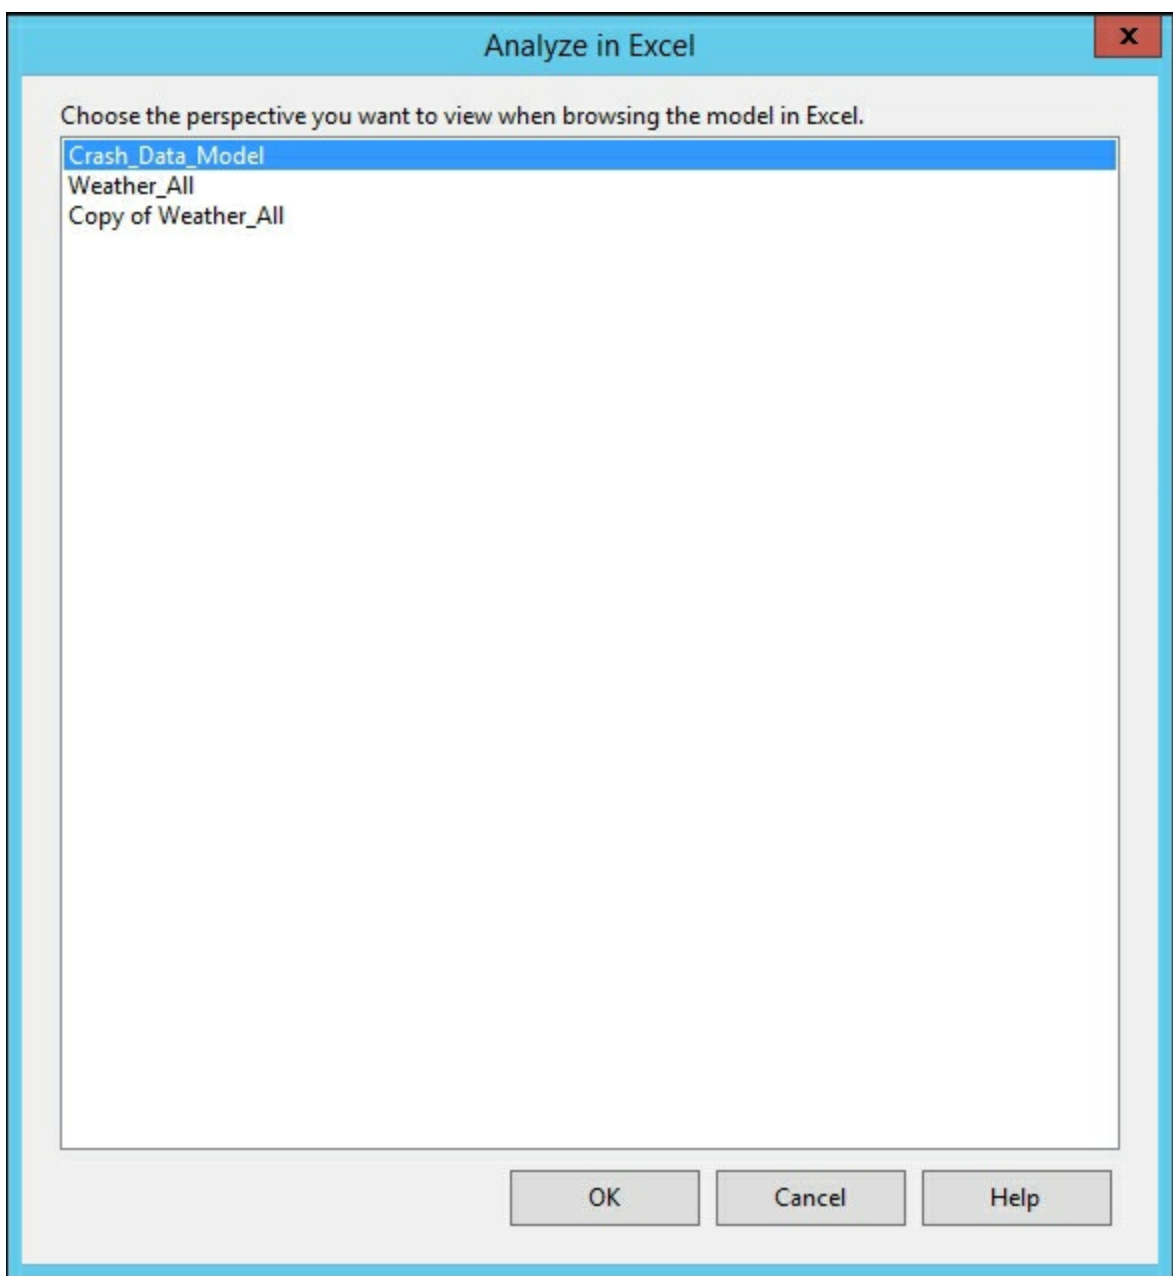 Analyze in Excel
x
Choose the perspective you want to view when browsing the model in Excel.
Crash_Data_Model
Weather_All
Copy of Weather_All
OK Cancel Help